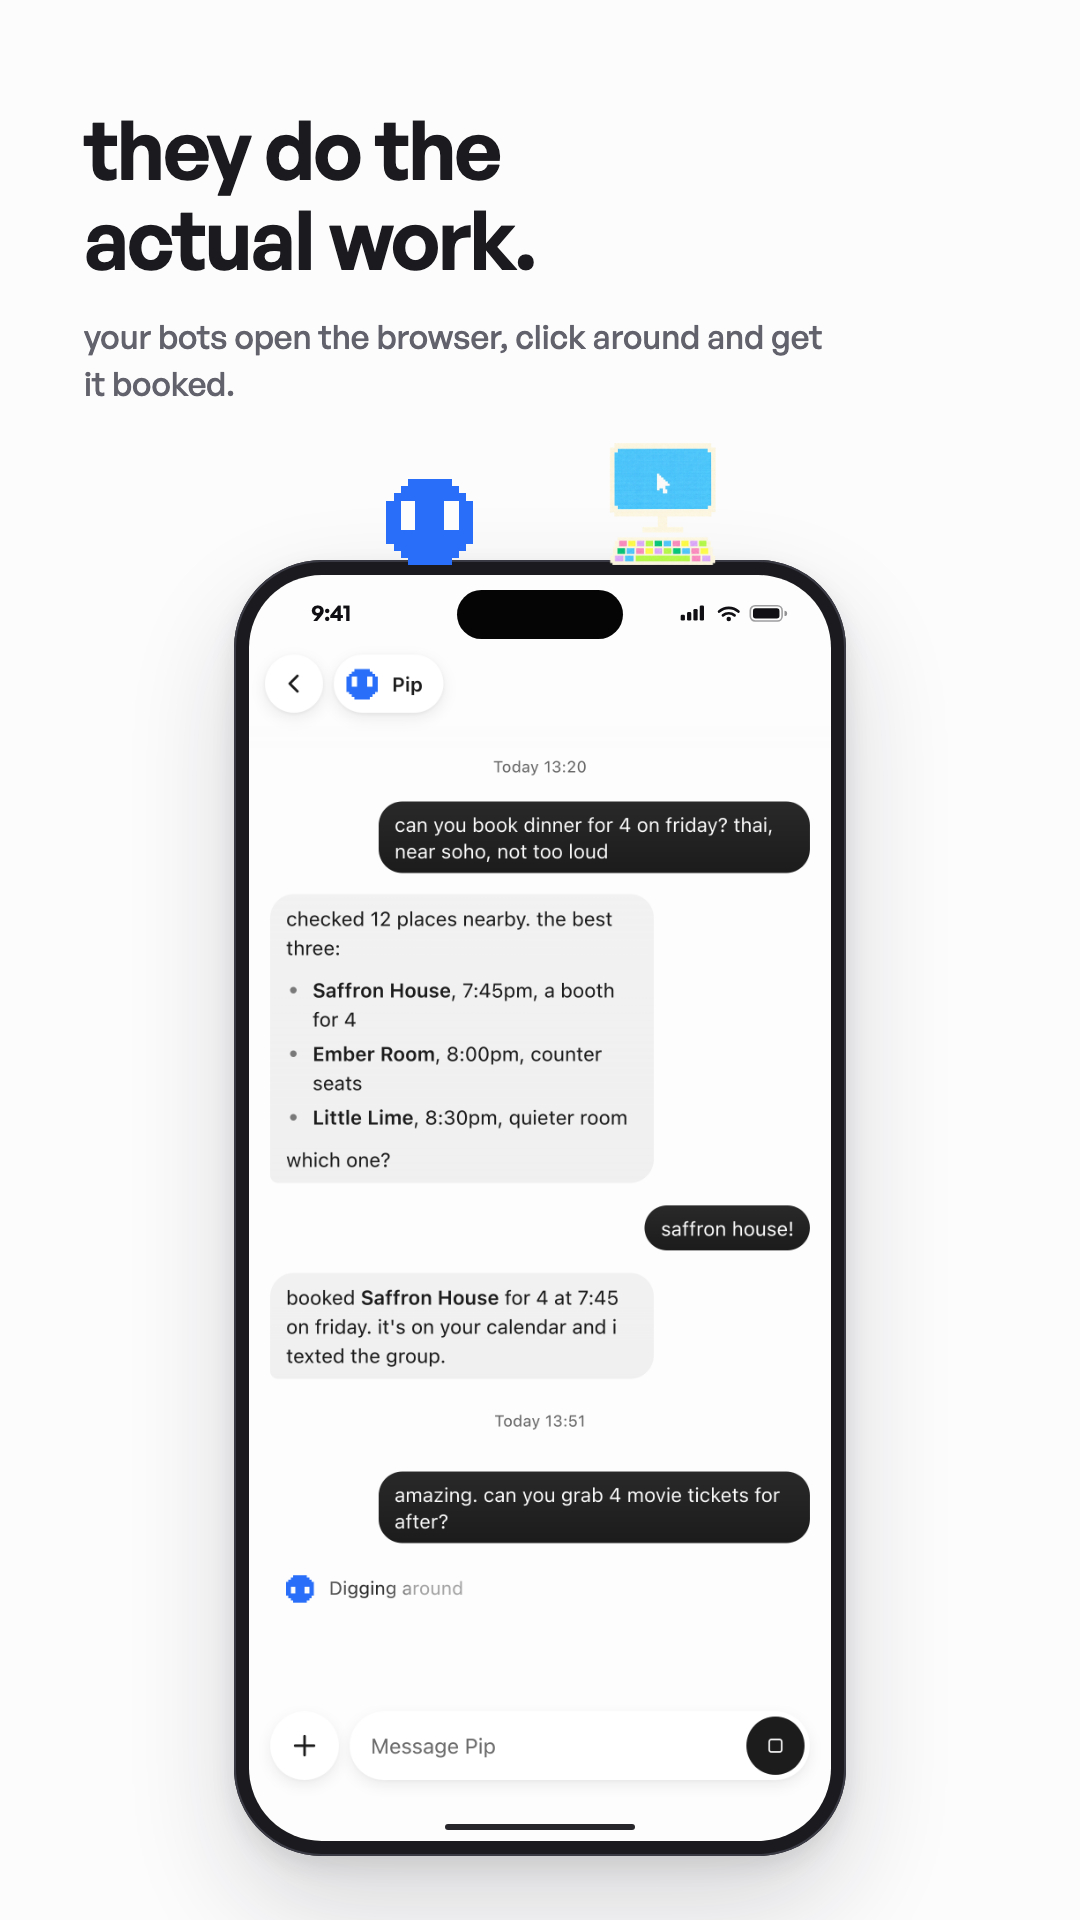 they do the
actual work.
your bots open the browser, click around and get
it booked.
9:41
Pip
Today 13:20
can you book dinner for 4 on friday? thai,
near soho, not too loud
checked 12 places nearby. the best
three:
• Saffron House, 7:45pm, a booth
for 4
• Ember Room, 8:00pm, counter
seats
• Little Lime, 8:30pm, quieter room
which one?
saffron house!
booked Saffron House for 4 at 7:45
on friday. it's on your calendar and i
texted the group.
Today 13:51
amazing. can you grab 4 movie tickets for
after?
Digging around
Message Pip